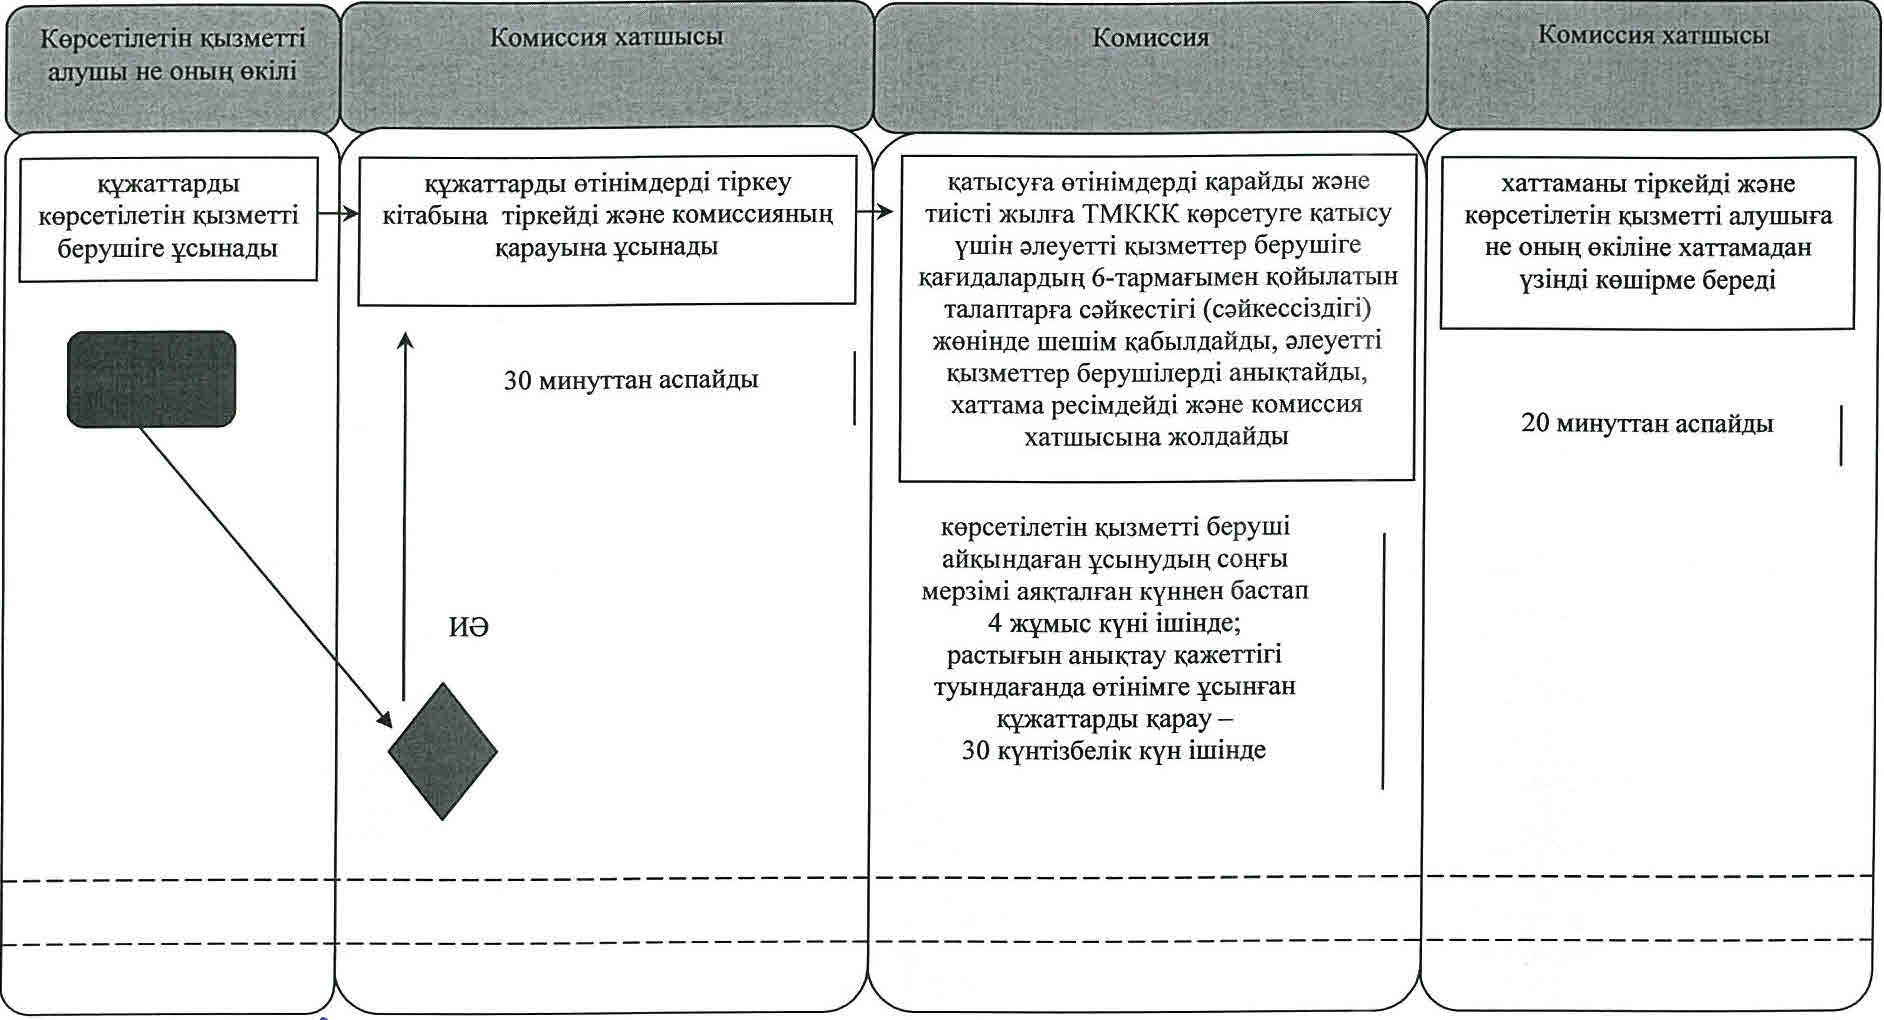 Көрсетілетін қызметті
алушы не оның өкілі
Комиссия хатшысы
Комиссия
Комиссия хатшысы
құжаттарды
көрсетілетін қызметті
берушіге ұсынады
құжаттарды өтінімдерді тіркеу
кітабына тіркейді және комиссияның
қарауына ұсынады
30 минуттан аспайды
ИӘ
қатысуға өтінімдерді қарайды және
тиісті жылға ТМККК көрсетуге қатысу
үшін әлеуетті қызметтер берушіге
қағидалардың 6-тармағымен қойылатын
талаптарға сәйкестігі (сәйкессіздігі)
жөнінде шешім қабылдайды, әлеуетті
қызметтер берушілерді анықтайды,
хаттама ресімдейді және комиссия
хатшысына жолдайды
көрсетілетін қызметті беруші
айқындаған ұсынудың соңғы
мерзімі аяқталған күннен бастап
4 жұмыс күні ішінде;
растығын анықтау қажеттігі
туындағанда өтінімге ұсынған
құжаттарды қарау –
30 күнтізбелік күн ішінде
хаттаманы тіркейді және
көрсетілетін қызметті алушыға
не оның өкіліне хаттамадан
үзінді көшірме береді
20 минуттан аспайды